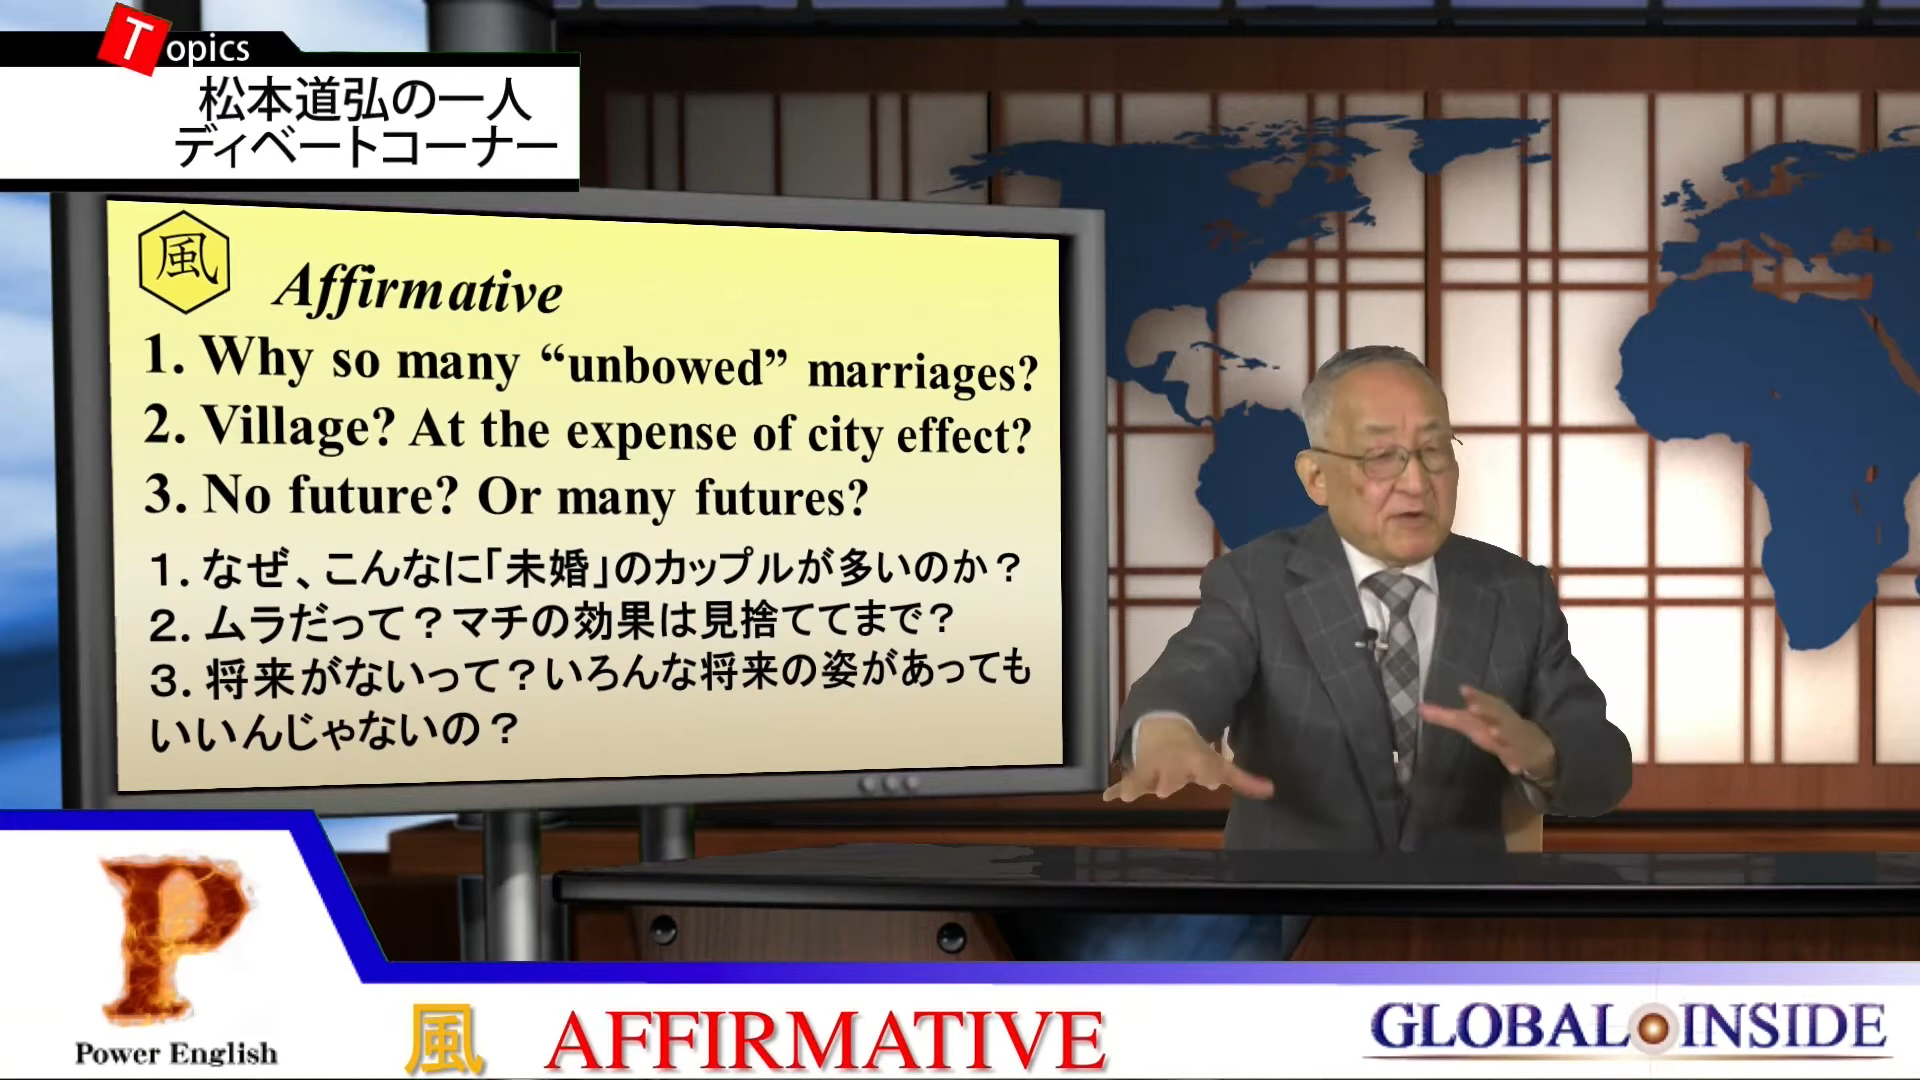 Topics
松本道弘の一人
ディベートコーナー
風
Affirmative
1. Why so many “unbowed” marriages?
2. Village? At the expense of city effect?
3. No future? Or many futures?
１. なぜ、こんなに「未婚」のカップルが多いのか？
２. ムラだって？マチの効果は見捨ててまで？
３. 将来がないって？いろんな将来の姿があっても
いいんじゃないの？
P
Power English
風 AFFIRMATIVE
GLOBAL INSIDE